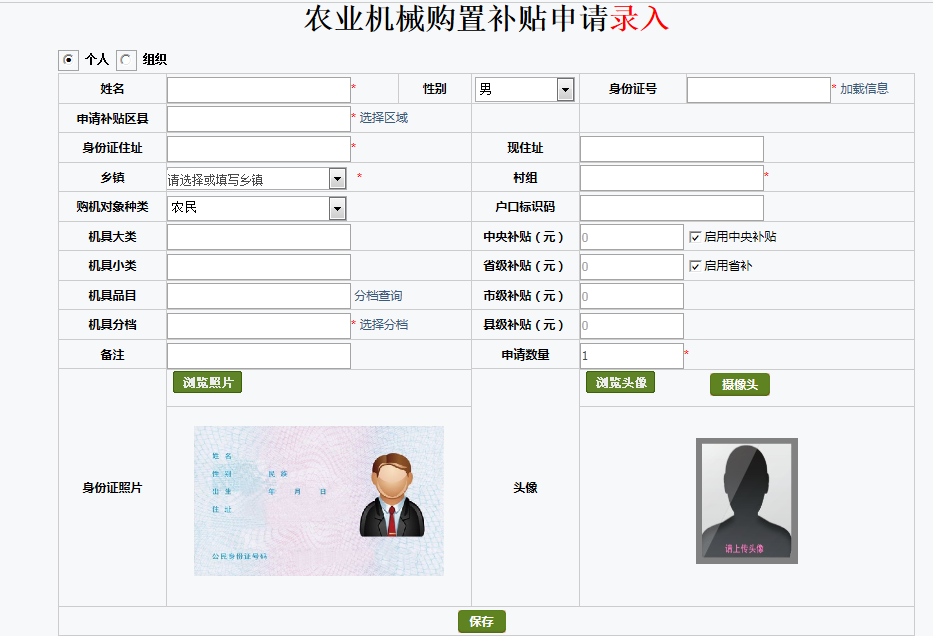 农业机械购置补贴申请录入
个人 组织
姓名 * 性别 男 身份证号 * 加载信息
申请补贴区县 * 选择区域
身份证住址 * 现住址
乡镇 请选择或填写乡镇 * 村组 *
购机对象种类 农民 户口标识码
机具大类 中央补贴（元） 0 启用中央补贴
机具小类 省级补贴（元） 0 启用省补
机具品目 分档查询 市级补贴（元） 0
机具分档 * 选择分档 县级补贴（元） 0
备注 申请数量 1 *
浏览照片 浏览头像 摄像头
身份证照片 头像
姓 名
性 别 民 族
出 生 年 月 日
住 址
公民身份证号码
请上传头像
保存